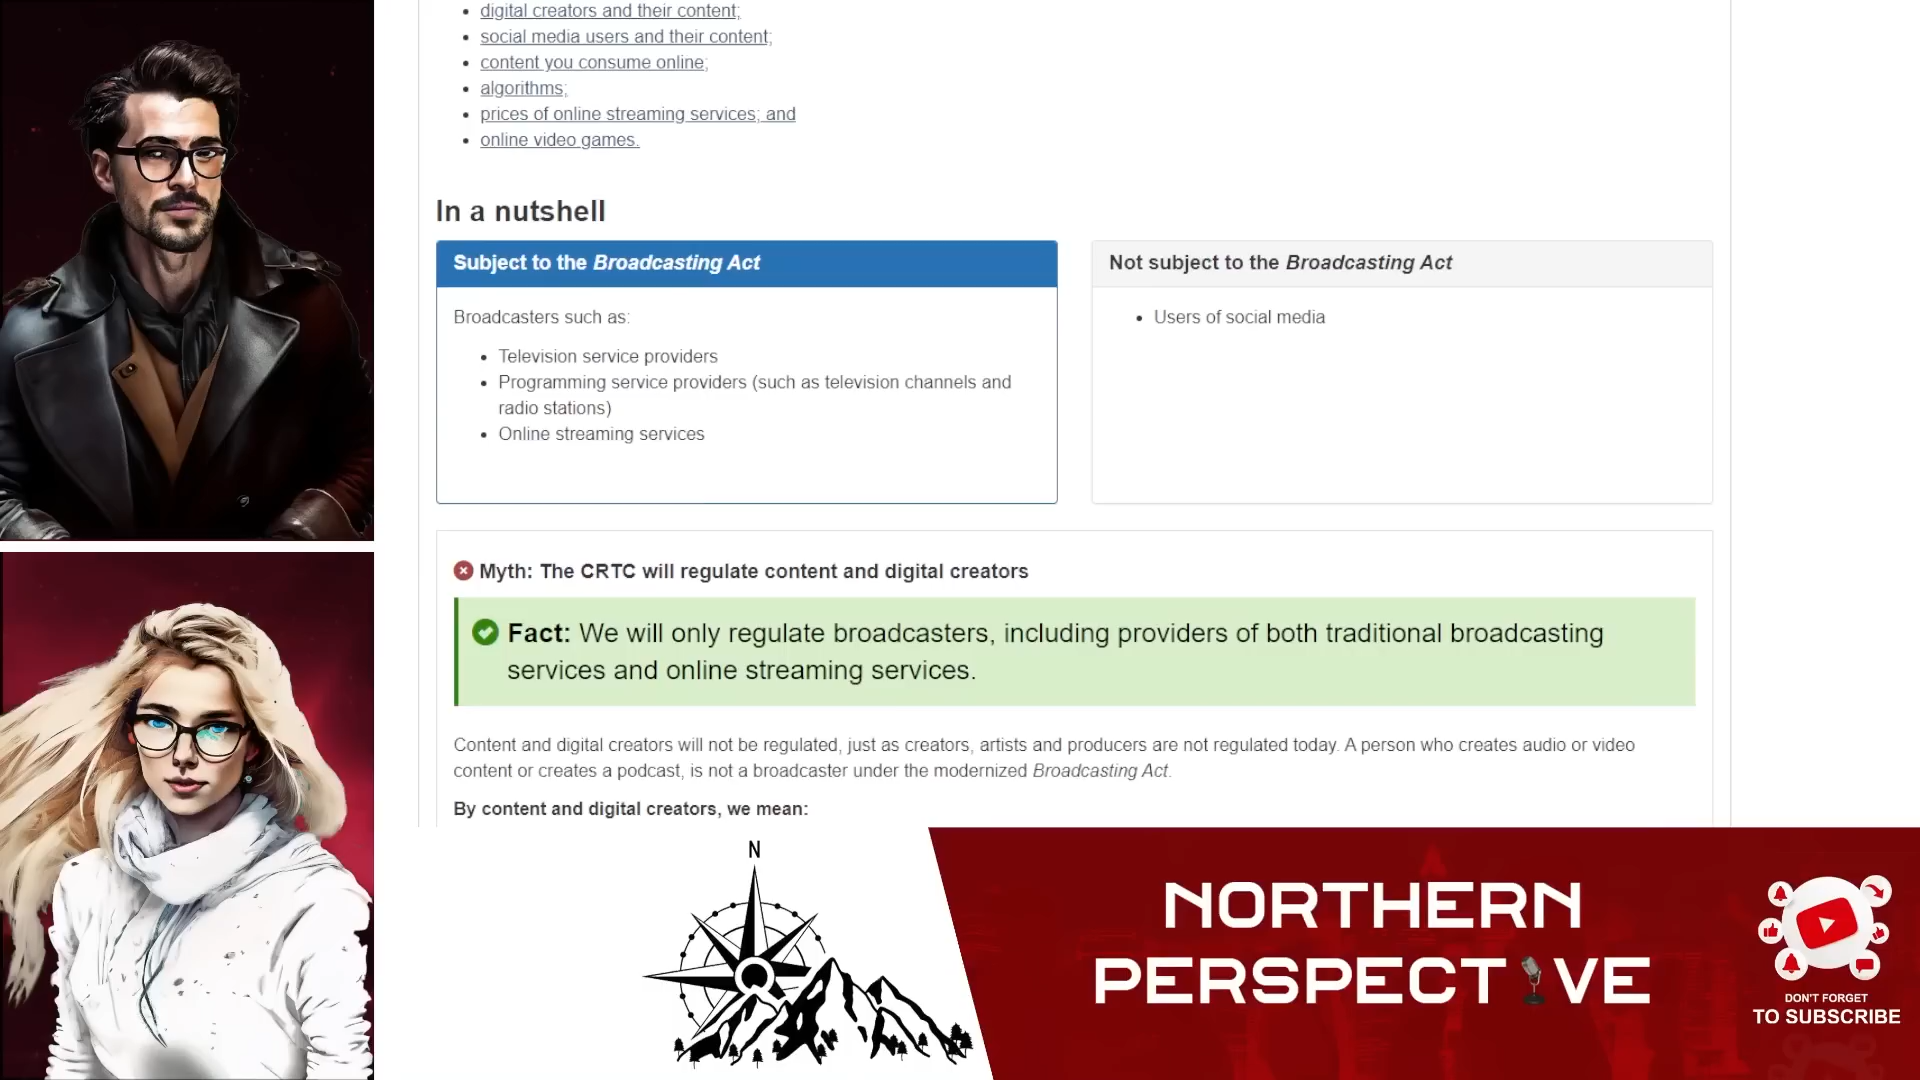 digital creators and their content;
social media users and their content;
content you consume online;
algorithms;
prices of online streaming services; and
online video games.
In a nutshell
Subject to the Broadcasting Act
Broadcasters such as:
Television service providers
Programming service providers (such as television channels and
radio stations)
Online streaming services
Not subject to the Broadcasting Act
Users of social media
Myth: The CRTC will regulate content and digital creators
Fact: We will only regulate broadcasters, including providers of both traditional broadcasting
services and online streaming services.
Content and digital creators will not be regulated, just as creators, artists and producers are not regulated today. A person who creates audio or video
content or creates a podcast, is not a broadcaster under the modernized Broadcasting Act.
By content and digital creators, we mean:
N
NORTHERN
PERSPECTIVE
DON'T FORGET
TO SUBSCRIBE